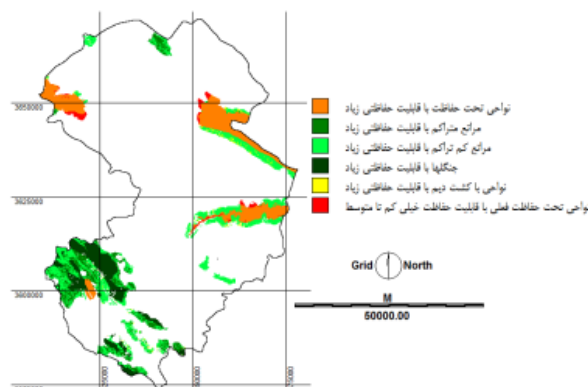 3650000
نواحی تحت حفاظت با قابلیت حفاظتی زیاد
مراتع متراکم با قابلیت حفاظتی زیاد
مراتع کم تراکم با قابلیت حفاظتی زیاد
جنگلها با قابلیت حفاظتی زیاد
نواحی با کشت دیم با قابلیت حفاظتی زیاد
نواحی تحت حفاظت فعلی با قابلیت حفاظت خیلی کم تا متوسط
3625000
Grid North
3600000
M
50000.00